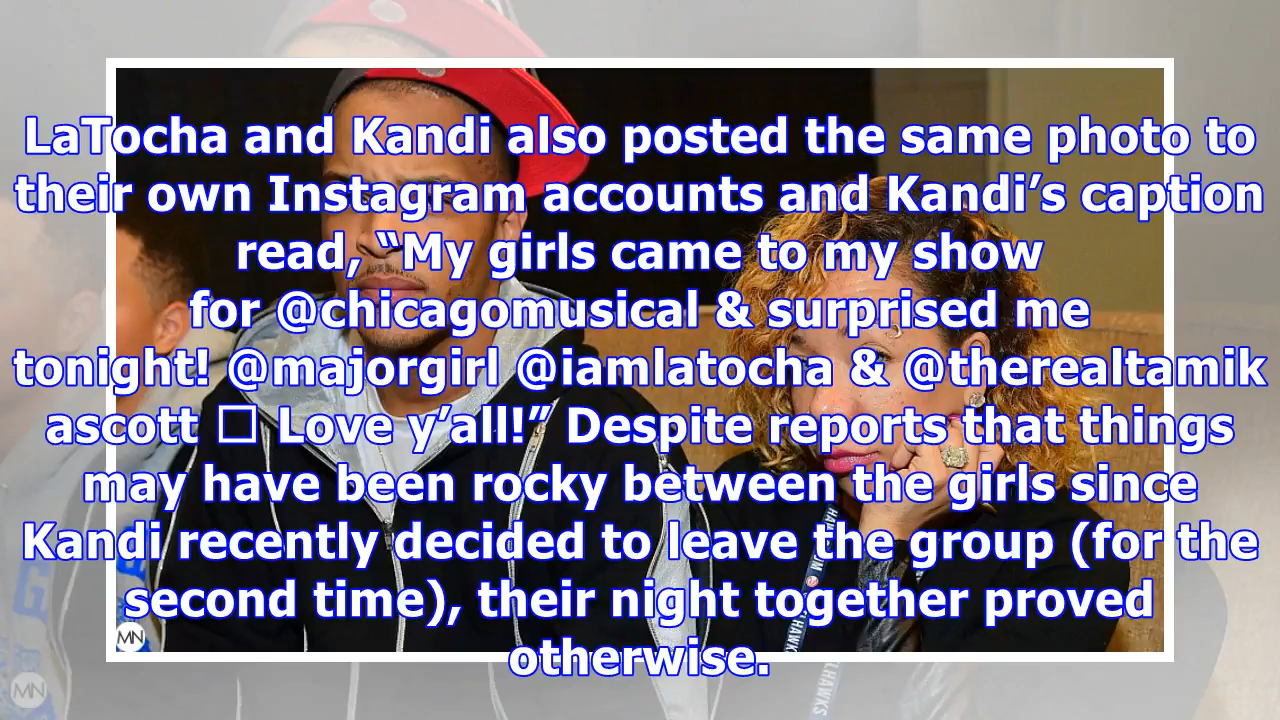 LaTocha and Kandi also posted the same photo to
their own Instagram accounts and Kandi’s caption
read, “My girls came to my show
for @chicagomusical & surprised me
tonight! @majorgirl @iamlatocha & @therealtamik
ascott □ Love y’all!” Despite reports that things
may have been rocky between the girls since
Kandi recently decided to leave the group (for the
second time), their night together proved
otherwise.
MN
MN